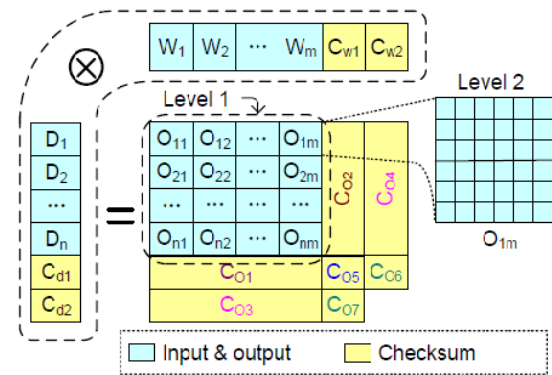 W1 W2 ... Wm Cw1 Cw2
Level 1
Level 2
D1
D2
...
Dn
Cd1
Cd2
=
O11 O12 ... O1m
O21 O22 ... O2m
... ... ... ...
On1 On2 ... Onm
CO2
CO4
CO1 CO5 CO6
CO3 CO7
O1m
Input & output
Checksum